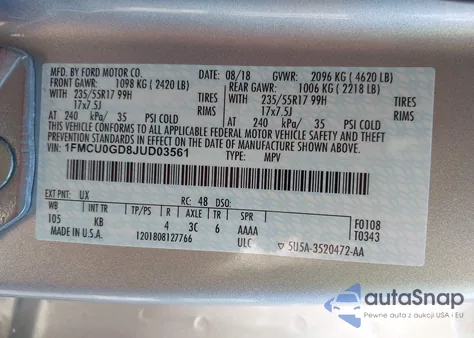 MFD. BY FORD MOTOR CO. 08/18 GVWR: 2096 KG (4620 LB)
FRONT GAWR: 1098 KG (2420 LB) REAR GAWR: 1006 KG (2218 LB)
WITH 235/55R17 99H TIRES WITH 235/55R17 99H TIRES
17x7.5J RIMS 17x7.5J RIMS
AT 240 kPa/ 35 PSI COLD AT 240 kPa/ 35 PSI COLD
THIS VEHICLE CONFORMS TO ALL APPLICABLE FEDERAL MOTOR VEHICLE SAFETY, BUMPER, AND THEFT
PREVENTION STANDARDS IN EFFECT ON THE DATE OF MANUFACTURE SHOWN ABOVE.
1FMCU0GD8JUD03561 TYPE: MPV
EXT PNT: UX RC: 48 DSO: F0108
WB INT TR TP/PS R AXLE TR SPR T0343
105 KB 4 3C 6 AAAA
MADE IN U.S.A. 1201808127766 ULC 5U5A-3520472-AA
autoSnap
Pewne auta z USA i EU